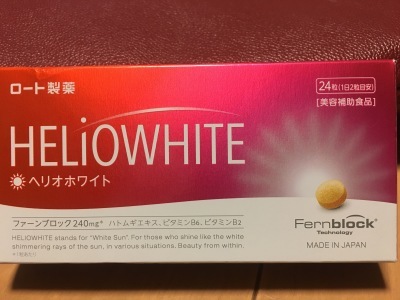 ロート製薬
24粒(1日2粒目安)
[美容補助食品]
HELiOWHITE
ヘリオホワイト
ファーンブロック240mg* ハトムギエキス、ビタミンB6、ビタミンB2
HELIOWHITE stands for "White Sun". For those who shine like the white
shimmering rays of the sun, in various situations. Beauty from within.
Fernblock®
Technology
MADE IN JAPAN